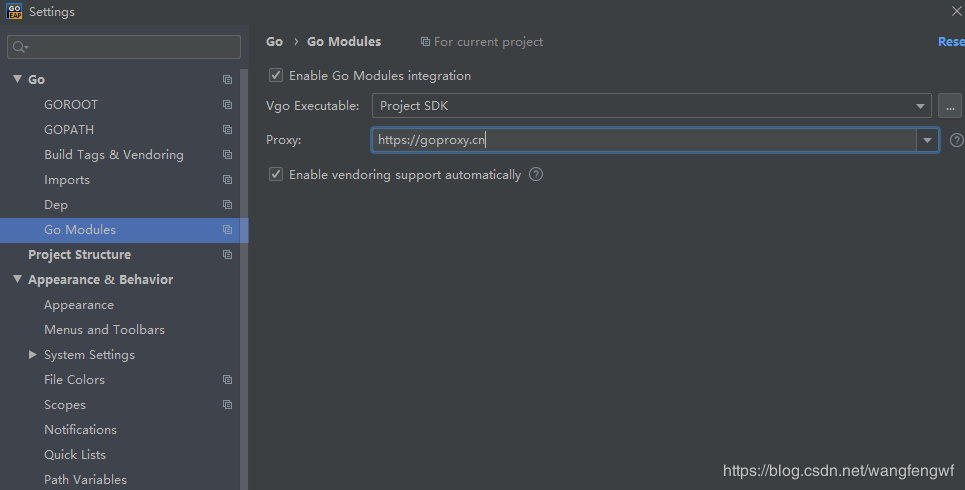 GO
EAP
Settings
Go › Go Modules For current project Rese
Go
Enable Go Modules integration
GOROOT
Vgo Executable: Project SDK ...
GOPATH
Proxy: https://goproxy.cn ?
Build Tags & Vendoring
Enable vendoring support automatically ?
Imports
Dep
Go Modules
Project Structure
Appearance & Behavior
Appearance
Menus and Toolbars
System Settings
File Colors
Scopes
Notifications
Quick Lists
Path Variables
https://blog.csdn.net/wangfengwf